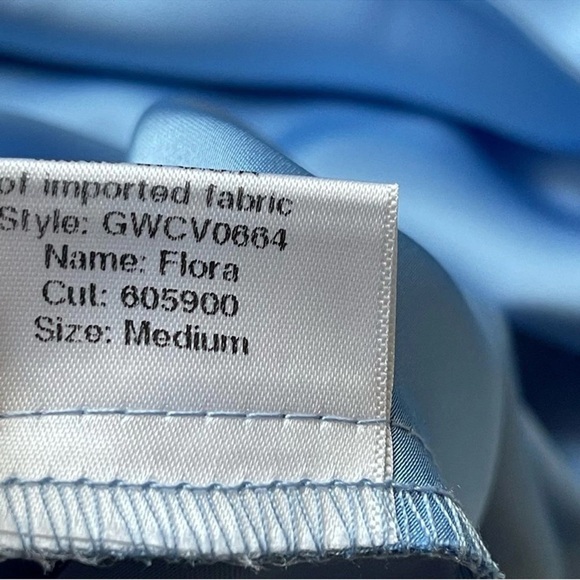 of imported fabric
Style: GWCV0664
Name: Flora
Cut: 605900
Size: Medium